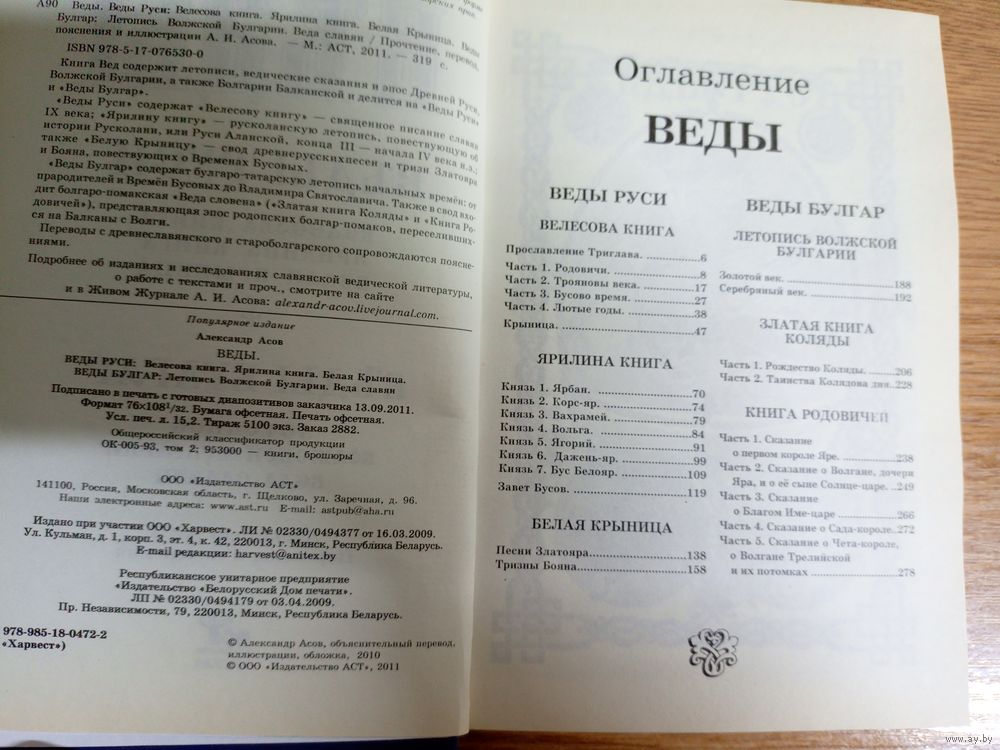 А90 Веды. Веды Руси: Велесова книга. Ярилина книга. Белая Крыница. Веды
Булгар: Летопись Волжской Булгарии. Веда славян / Прочтение, перевод,
пояснения и иллюстрации А. И. Асова. — М.: АСТ, 2011. — 319 с.
ISBN 978-5-17-076530-0
Книга Вед содержит летописи, ведические сказания и эпос Древней Руси,
Волжской Булгарии, а также Болгарии Балканской и делится на «Веды Руси»
и «Веды Булгар».
«Веды Руси» содержат «Велесову книгу» — священное писание славян
IX века; «Ярилину книгу» — русколанскую летопись, повествующую об
истории Русколани, или Руси Аланской, конца III — начала IV века н.э.;
также «Белую Крыницу» — свод древнерусскихпесен и тризн Златояра
и Бояна, повествующих о Временах Бусовых.
«Веды Булгар» содержат булгаро-татарскую летопись начальных времён: от
прародителей и Времён Бусовых до Владимира Святославича. Также в свод вхо-
дит болгаро-помакская «Веда словена» («Златая книга Коляды» и «Книга Ро-
довичей»), представляющая эпос родопских болгар-помаков, переселивших-
ся на Балканы с Волги.
Переводы с древнеславянского и староболгарского сопровождаются поясне-
ниями.
Подробнее об изданиях и исследованиях славянской ведической литературы,
о работе с текстами и проч., смотрите на сайте
и в Живом Журнале А. И. Асова: alexandr-acov.livejournal.com.
Популярное издание
Александр Асов
ВЕДЫ.
ВЕДЫ РУСИ: Велесова книга. Ярилина книга. Белая Крыница.
ВЕДЫ БУЛГАР: Летопись Волжской Булгарии. Веда славян
Подписано в печать с готовых диапозитивов заказчика 13.09.2011.
Формат 76×108¹/32. Бумага офсетная. Печать офсетная.
Усл. печ. л. 15,2. Тираж 5100 экз. Заказ 2882.
Общероссийский классификатор продукции
ОК-005-93, том 2; 953000 — книги, брошюры
ООО «Издательство АСТ»
141100, Россия, Московская область, г. Щелково, ул. Заречная, д. 96.
Наши электронные адреса: www.ast.ru E-mail: astpub@aha.ru
Издано при участии ООО «Харвест». ЛИ № 02330/0494377 от 16.03.2009.
Ул. Кульман, д. 1, корп. 3, эт. 4, к. 42, 220013, г. Минск, Республика Беларусь.
E-mail редакции: harvest@anitex.by
Республиканское унитарное предприятие
«Издательство «Белорусский Дом печати».
ЛП № 02330/0494179 от 03.04.2009.
Пр. Независимости, 79, 220013, Минск, Республика Беларусь.
978-985-18-0472-2
«Харвест»)
© Александр Асов, объяснительный перевод,
иллюстрации, обложка, 2010
© ООО «Издательство АСТ», 2011
Оглавление
ВЕДЫ
ВЕДЫ РУСИ
ВЕЛЕСОВА КНИГА
Прославление Триглава. 6
Часть 1. Родовичи. 8
Часть 2. Трояновы века. 17
Часть 3. Бусово время. 27
Часть 4. Лютые годы. 38
Крыница. 47
ЯРИЛИНА КНИГА
Князь 1. Ярбан. 70
Князь 2. Корс-яр. 74
Князь 3. Вахрамей. 79
Князь 4. Вольга. 84
Князь 5. Ягорий. 91
Князь 6. Дажень-яр. 99
Князь 7. Бус Белояр. 109
Завет Бусов. 119
БЕЛАЯ КРЫНИЦА
Песни Златояра 138
Тризны Бояна 158
ВЕДЫ БУЛГАР
ЛЕТОПИСЬ ВОЛЖСКОЙ
БУЛГАРИИ
Золотой век. 188
Серебряный век. 192
ЗЛАТАЯ КНИГА
КОЛЯДЫ
Часть 1. Рождество Коляды. 206
Часть 2. Таинства Колядова дня. 228
КНИГА РОДОВИЧЕЙ
Часть 1. Сказание
о первом короле Яре. 238
Часть 2. Сказание о Волгане, дочери
Яра, и о её сыне Солнце-царе. 249
Часть 3. Сказание
о Благом Име-царе 266
Часть 4. Сказание о Сада-короле. 272
Часть 5. Сказание о Чета-короле,
о Волгане Трелийской
и их потомках 278
www.ay.by